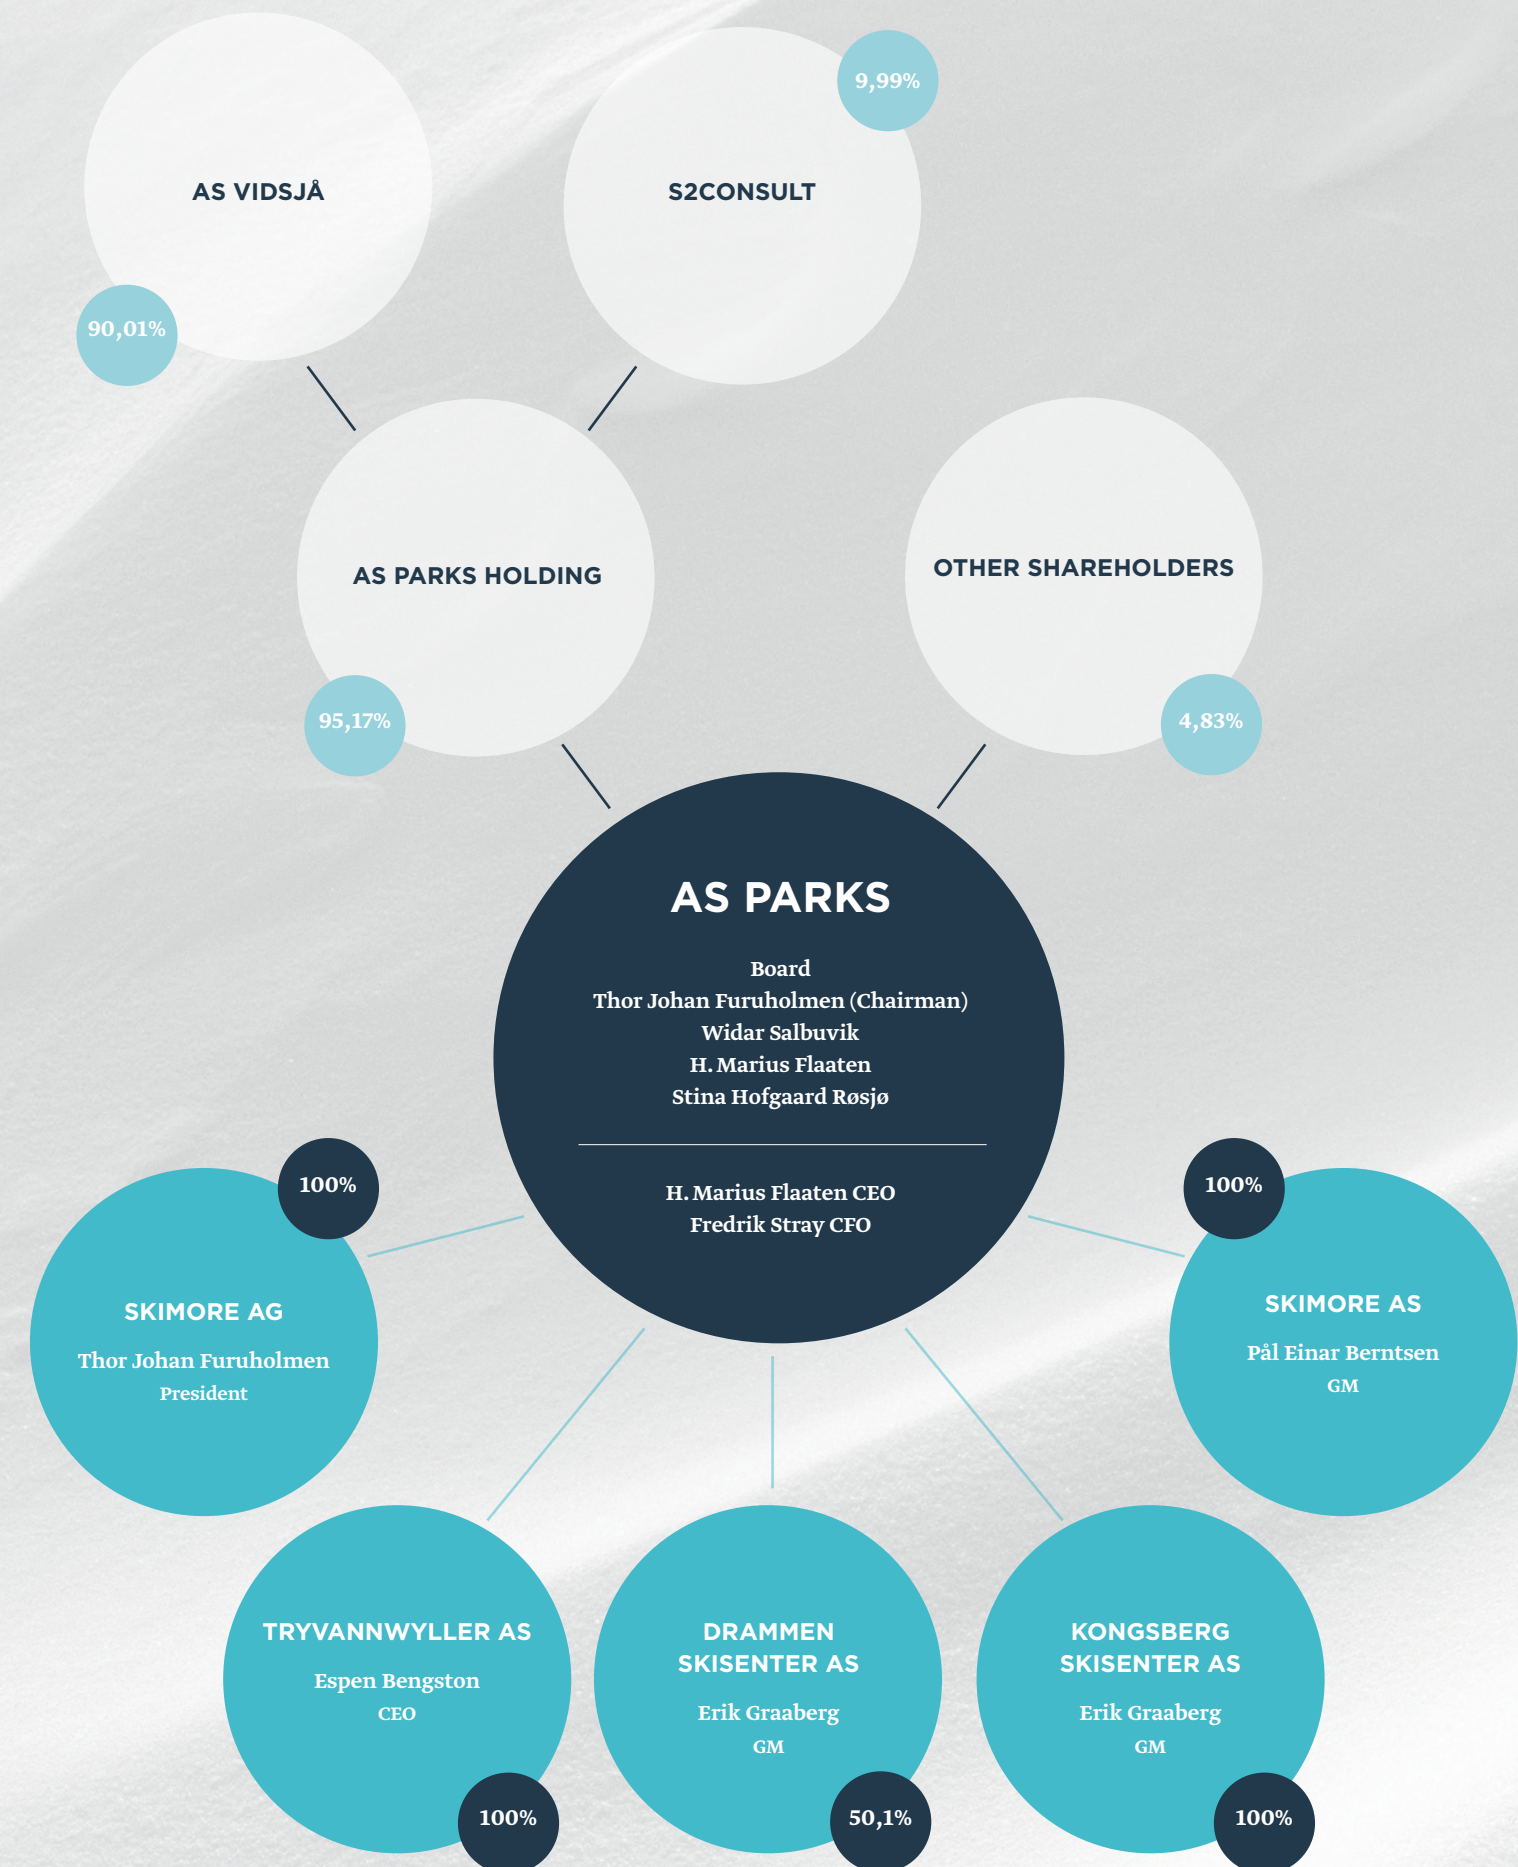 9,99%
AS VIDSJÅ
S2CONSULT
90,01%
AS PARKS HOLDING
OTHER SHAREHOLDERS
95,17%
4,83%
AS PARKS
Board
Thor Johan Furuholmen (Chairman)
Widar Salbuvik
H. Marius Flaaten
Stina Hofgaard Røsjø
H. Marius Flaaten CEO
Fredrik Stray CFO
100%
SKIMORE AG
Thor Johan Furuholmen
President
100%
SKIMORE AS
Pål Einar Berntsen
GM
TRYVANNWYLLER AS
Espen Bengston
CEO
100%
DRAMMEN
SKISENTER AS
Erik Graaberg
GM
50,1%
KONGSBERG
SKISENTER AS
Erik Graaberg
GM
100%